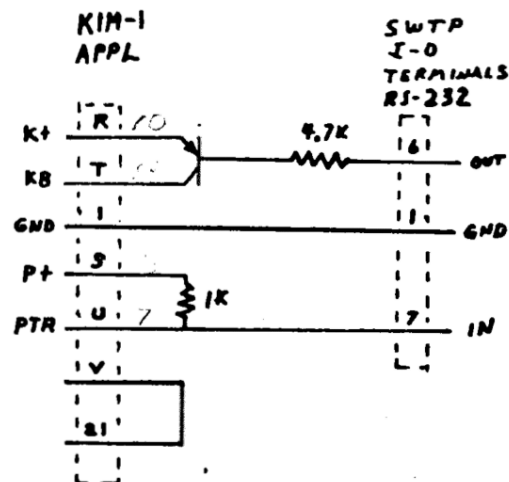 KIM-1
APPL
SWTP
I-O
TERMINALS
RS-232
K+ R 4.7K 6 OUT
KB T
GND 1 1 GND
P+ S
1K
PTR U 7 7 IN
V
21